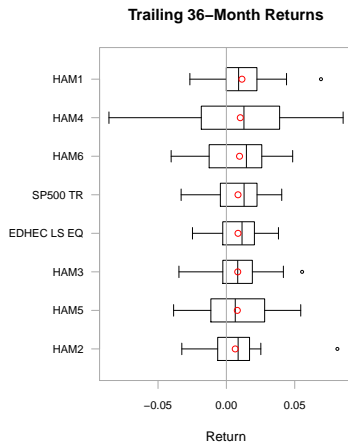 Trailing 36−Month Returns
HAM1
HAM4
HAM6
SP500 TR
EDHEC LS EQ
HAM3
HAM5
HAM2
−0.05 0.00 0.05
Return